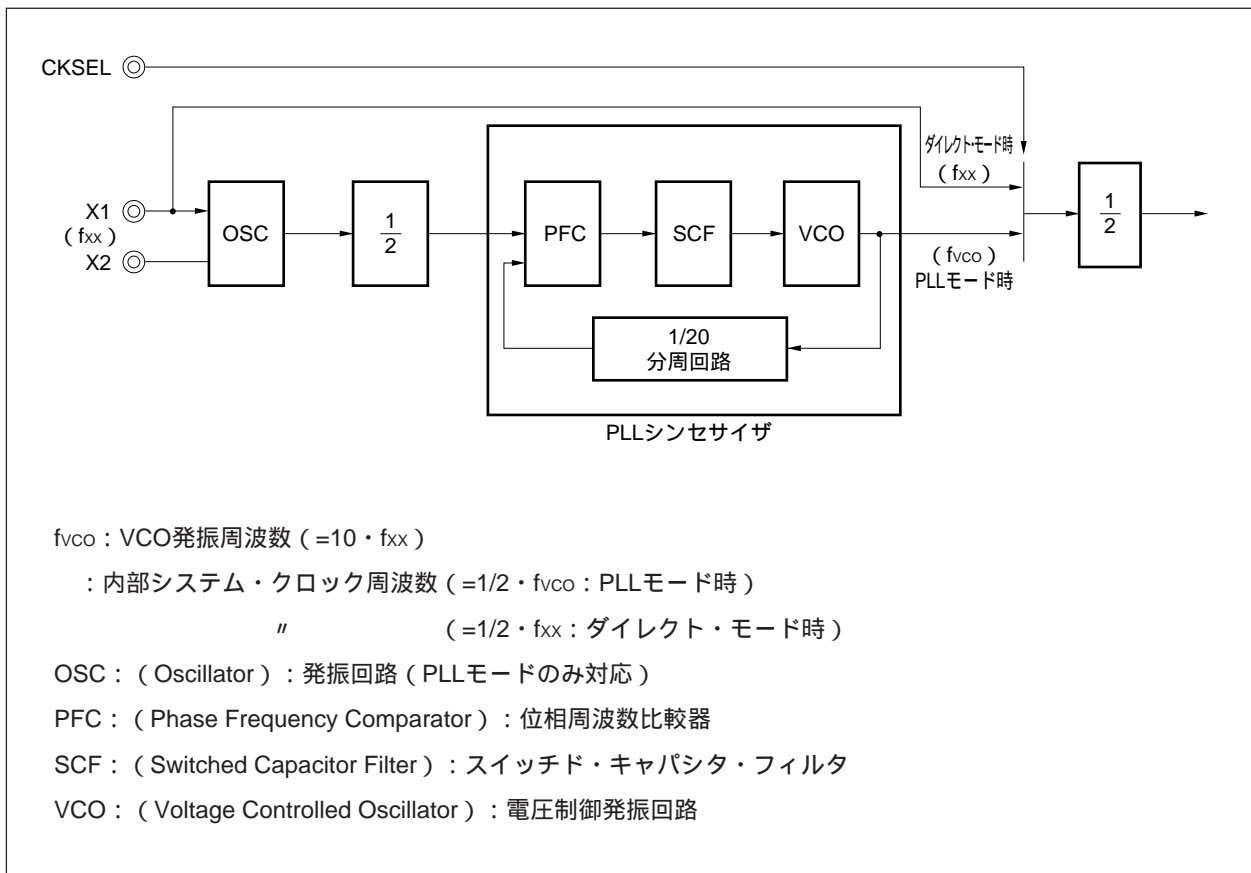 CKSEL
ダイレクト・モード時
（fxx）
X1
（fxx）
X2
OSC
1
2
PFC
SCF
VCO
1
2
（fvco）
PLLモード時
1/20
分周回路
PLLシンセサイザ
fvco：VCO発振周波数（=10・fxx）
：内部システム・クロック周波数（=1/2・fvco：PLLモード時）
〃 （=1/2・fxx：ダイレクト・モード時）
OSC：（Oscillator）：発振回路（PLLモードのみ対応）
PFC：（Phase Frequency Comparator）：位相周波数比較器
SCF：（Switched Capacitor Filter）：スイッチド・キャパシタ・フィルタ
VCO：（Voltage Controlled Oscillator）：電圧制御発振回路